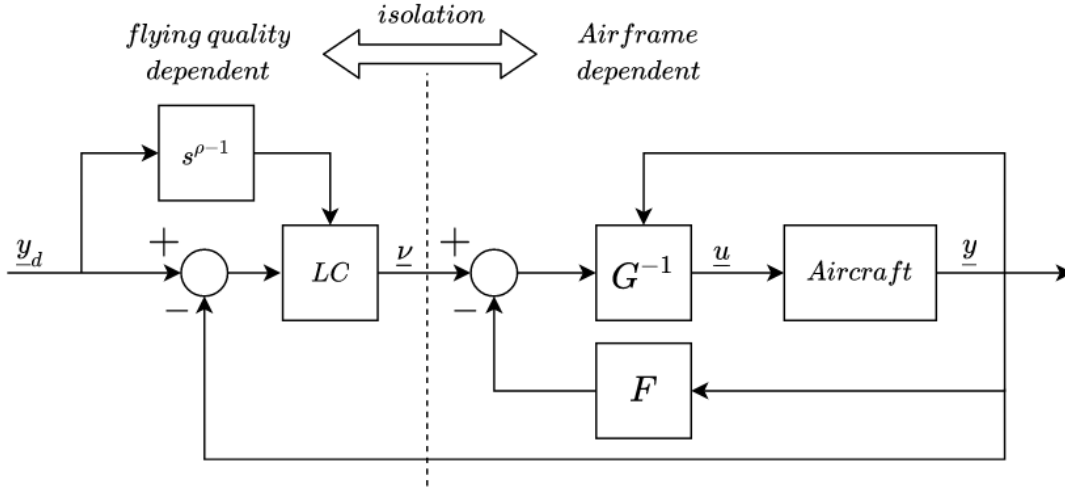 isolation
flying quality
dependent
Airframe
dependent
s^{ρ−1}
y_d
+
−
LC
ν
+
−
G^{−1}
u
Aircraft
y
F